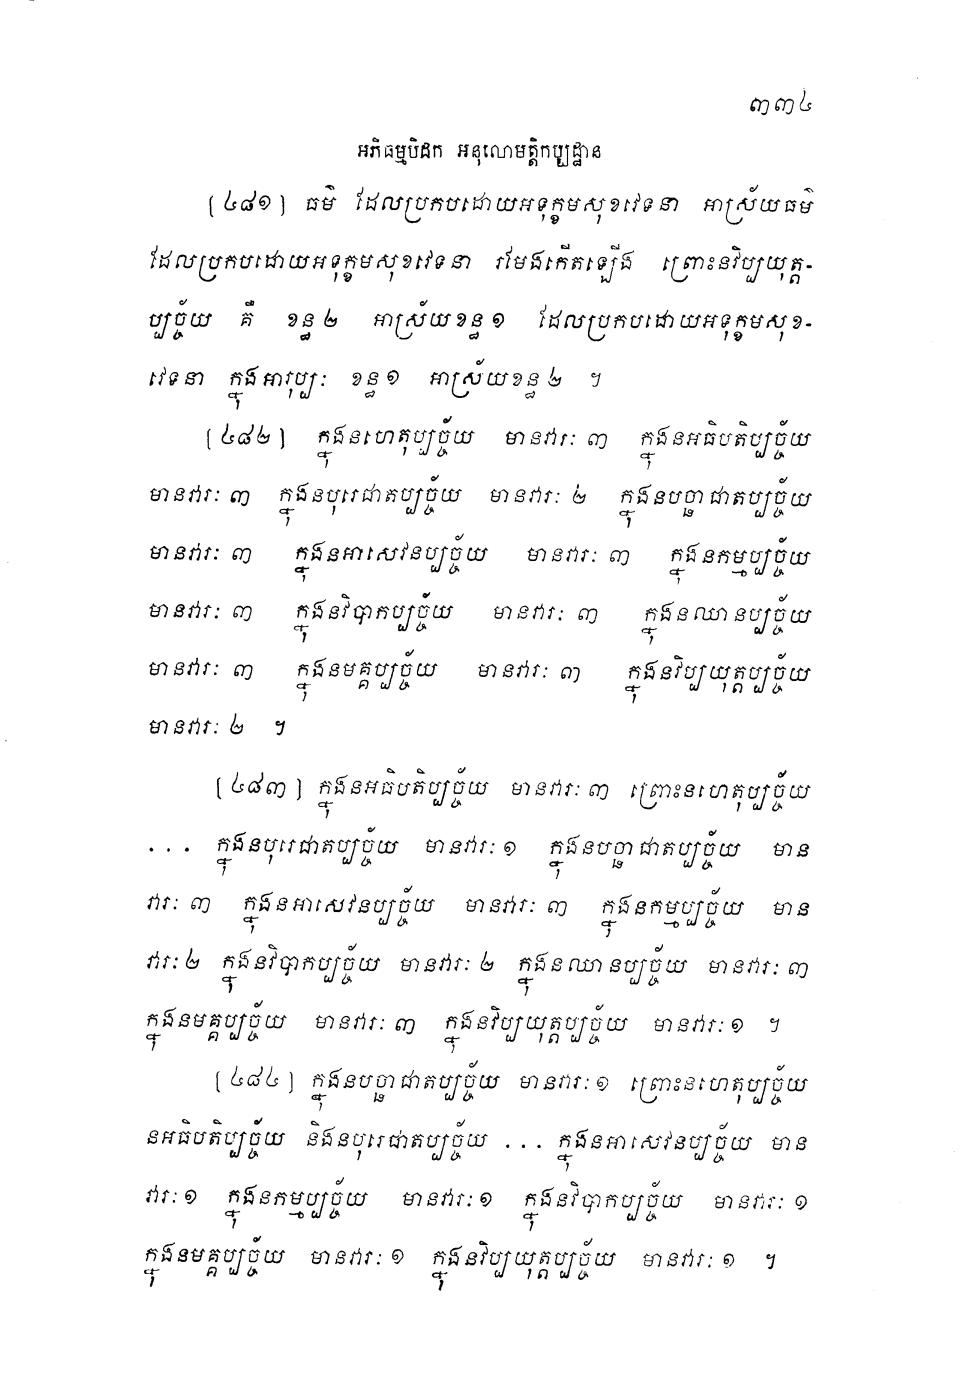 ៣៣៤
អភិធម្មបិដក អនុលោមត្តិកប្បដ្ឋាន
[៤៨១] ធម៌ ដែលប្រកបដោយអទុក្ខមសុខវេទនា អាស្រ័យធម៌
ដែលប្រកបដោយអទុក្ខមសុខវេទនា រមែងកើតឡើង ព្រោះនវិប្បយុត្ត-
ប្បច្ច័យ គឺ ខន្ធ ២ អាស្រ័យខន្ធ ១ ដែលប្រកបដោយអទុក្ខមសុខ-
វេទនា ក្នុងអារុប្បៈ ខន្ធ ១ អាស្រ័យខន្ធ ២ ។
[៤៨២] ក្នុងនហេតុប្បច្ច័យ មានវារៈ ៣ ក្នុងនអធិបតិប្បច្ច័យ
មានវារៈ ៣ ក្នុងនបុរេជាតប្បច្ច័យ មានវារៈ ២ ក្នុងនបច្ឆាជាតប្បច្ច័យ
មានវារៈ ៣ ក្នុងនអាសេវនប្បច្ច័យ មានវារៈ ៣ ក្នុងនកម្មប្បច្ច័យ
មានវារៈ ៣ ក្នុងនវិបាកប្បច្ច័យ មានវារៈ ៣ ក្នុងនឈានប្បច្ច័យ
មានវារៈ ៣ ក្នុងនមគ្គប្បច្ច័យ មានវារៈ ៣ ក្នុងនវិប្បយុត្តប្បច្ច័យ
មានវារៈ ២ ។
[៤៨៣] ក្នុងនអធិបតិប្បច្ច័យ មានវារៈ ៣ ព្រោះនហេតុប្បច្ច័យ
... ក្នុងនបុរេជាតប្បច្ច័យ មានវារៈ ១ ក្នុងនបច្ឆាជាតប្បច្ច័យ មាន
វារៈ ៣ ក្នុងនអាសេវនប្បច្ច័យ មានវារៈ ៣ ក្នុងនកម្មប្បច្ច័យ មាន
វារៈ ២ ក្នុងនវិបាកប្បច្ច័យ មានវារៈ ២ ក្នុងនឈានប្បច្ច័យ មានវារៈ ៣
ក្នុងនមគ្គប្បច្ច័យ មានវារៈ ៣ ក្នុងនវិប្បយុត្តប្បច្ច័យ មានវារៈ ១ ។
[៤៨៤] ក្នុងនបច្ឆាជាតប្បច្ច័យ មានវារៈ ១ ព្រោះនហេតុប្បច្ច័យ
នអធិបតិប្បច្ច័យ និងនបុរេជាតប្បច្ច័យ ... ក្នុងនអាសេវនប្បច្ច័យ មាន
វារៈ ១ ក្នុងនកម្មប្បច្ច័យ មានវារៈ ១ ក្នុងនវិបាកប្បច្ច័យ មានវារៈ ១
ក្នុងនមគ្គប្បច្ច័យ មានវារៈ ១ ក្នុងនវិប្បយុត្តប្បច្ច័យ មានវារៈ ១ ។